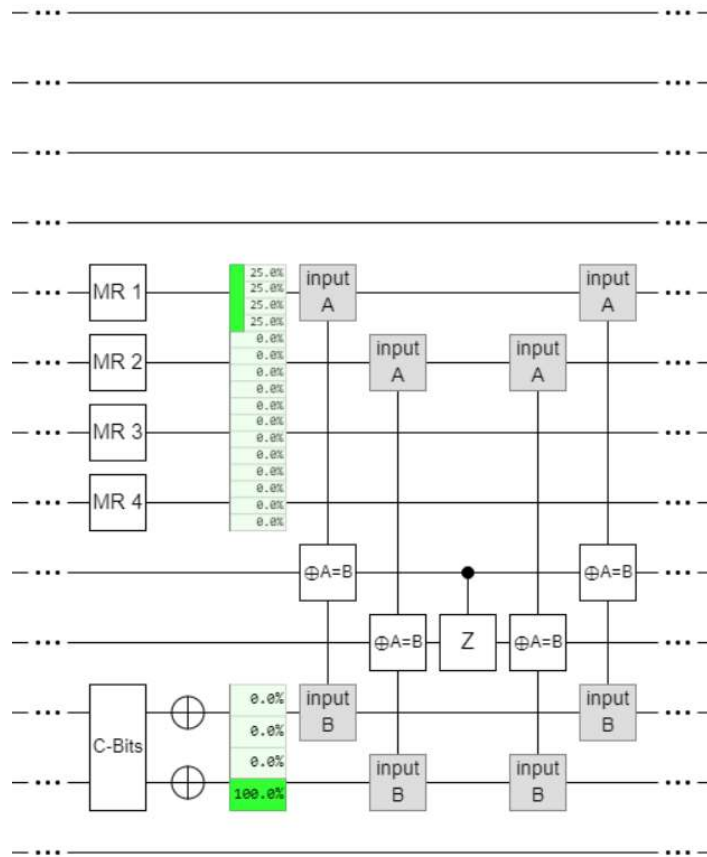 ··· ···
··· ···
··· ···
··· ···
··· MR 1 25.0% input A input A ···
25.0%
25.0%
25.0%
··· MR 2 0.0% input A input A ···
0.0%
0.0%
0.0%
··· MR 3 0.0% ···
0.0%
0.0%
0.0%
··· MR 4 0.0% ···
0.0%
0.0%
0.0%
··· ⊕A=B ⊕A=B ···
··· ⊕A=B Z ⊕A=B ···
··· C-Bits 0.0% input B input B ···
0.0%
0.0%
··· 100.0% input B input B ···
··· ···